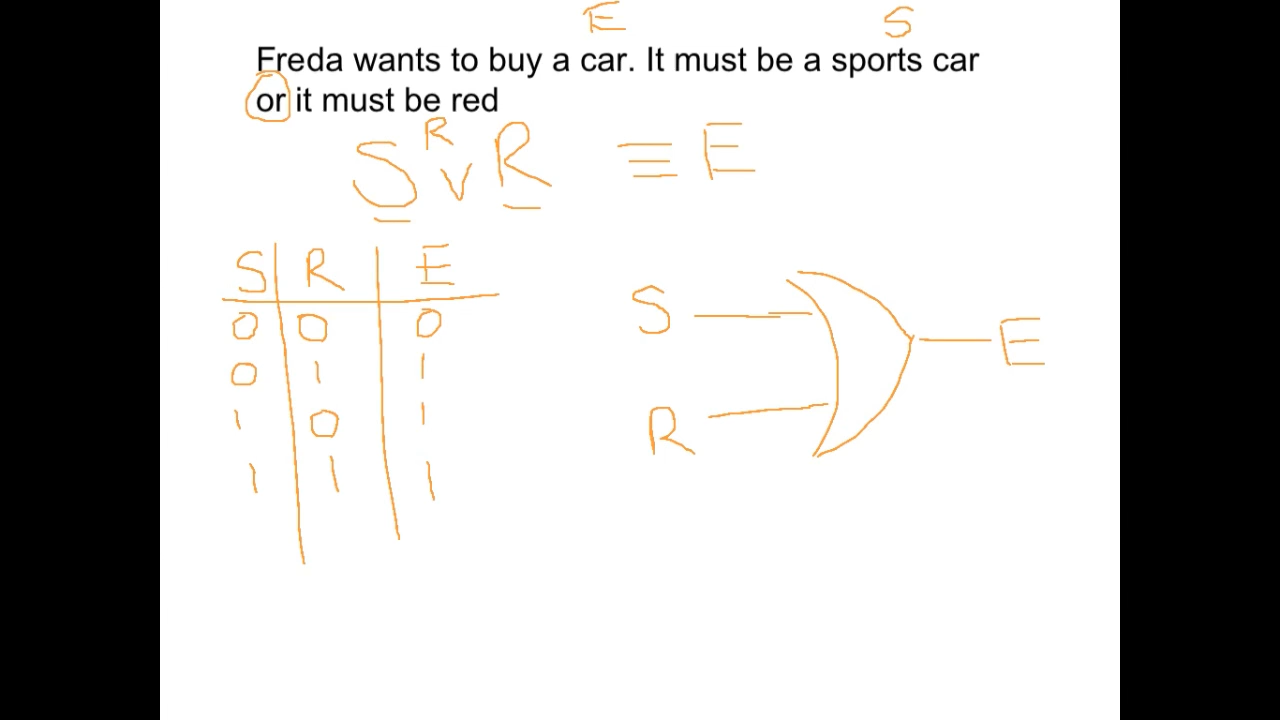 E S
Freda wants to buy a car. It must be a sports car
or it must be red
R
S v R ≡ E
S R E
0 0 0
0 1 1
1 0 1
1 1 1
S
E
R